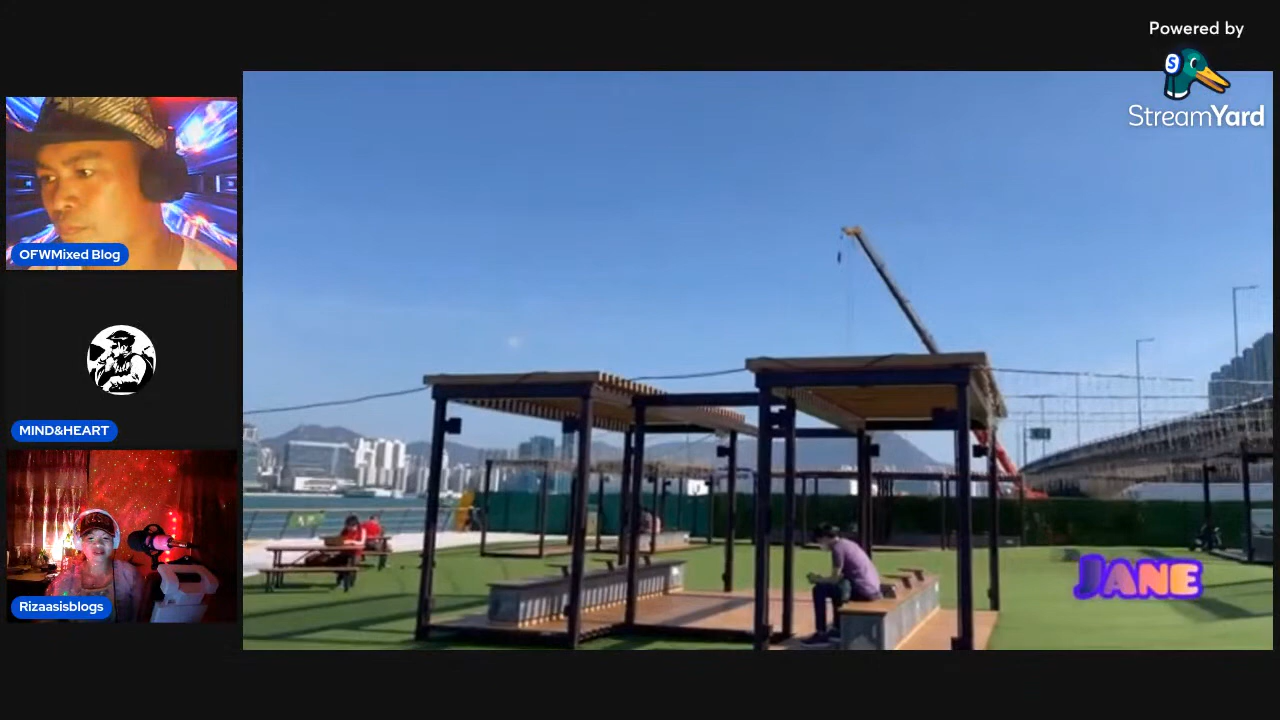 Powered by
StreamYard
OFWMixed Blog
MIND&HEART
Rizaasisblogs
JANE